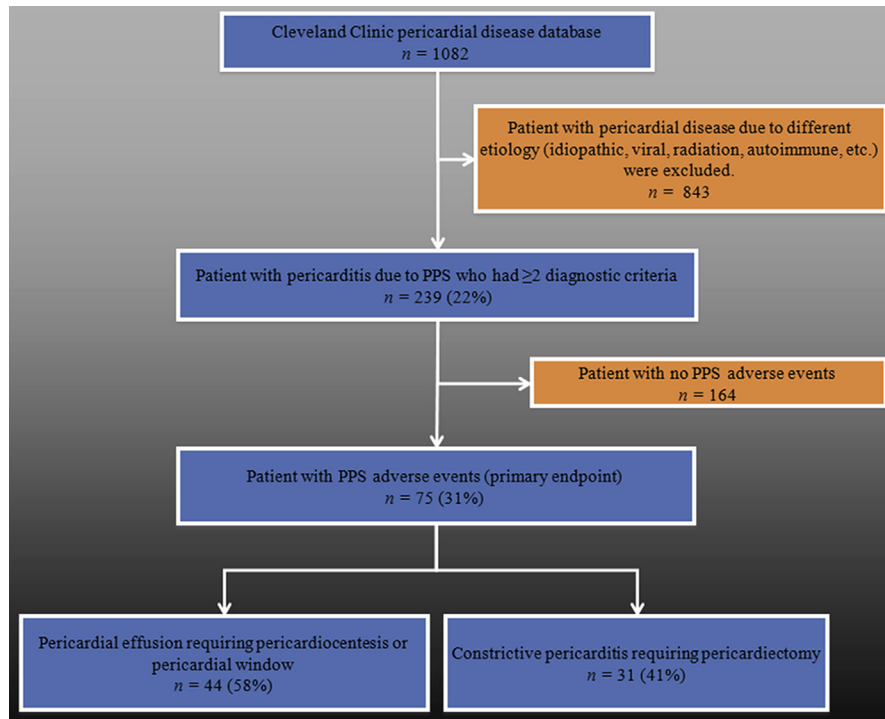 Cleveland Clinic pericardial disease database
n = 1082
Patient with pericardial disease due to different
etiology (idiopathic, viral, radiation, autoimmune, etc.)
were excluded.
n = 843
Patient with pericarditis due to PPS who had ≥2 diagnostic criteria
n = 239 (22%)
Patient with no PPS adverse events
n = 164
Patient with PPS adverse events (primary endpoint)
n = 75 (31%)
Pericardial effusion requiring pericardiocentesis or
pericardial window
n = 44 (58%)
Constrictive pericarditis requiring pericardiectomy
n = 31 (41%)